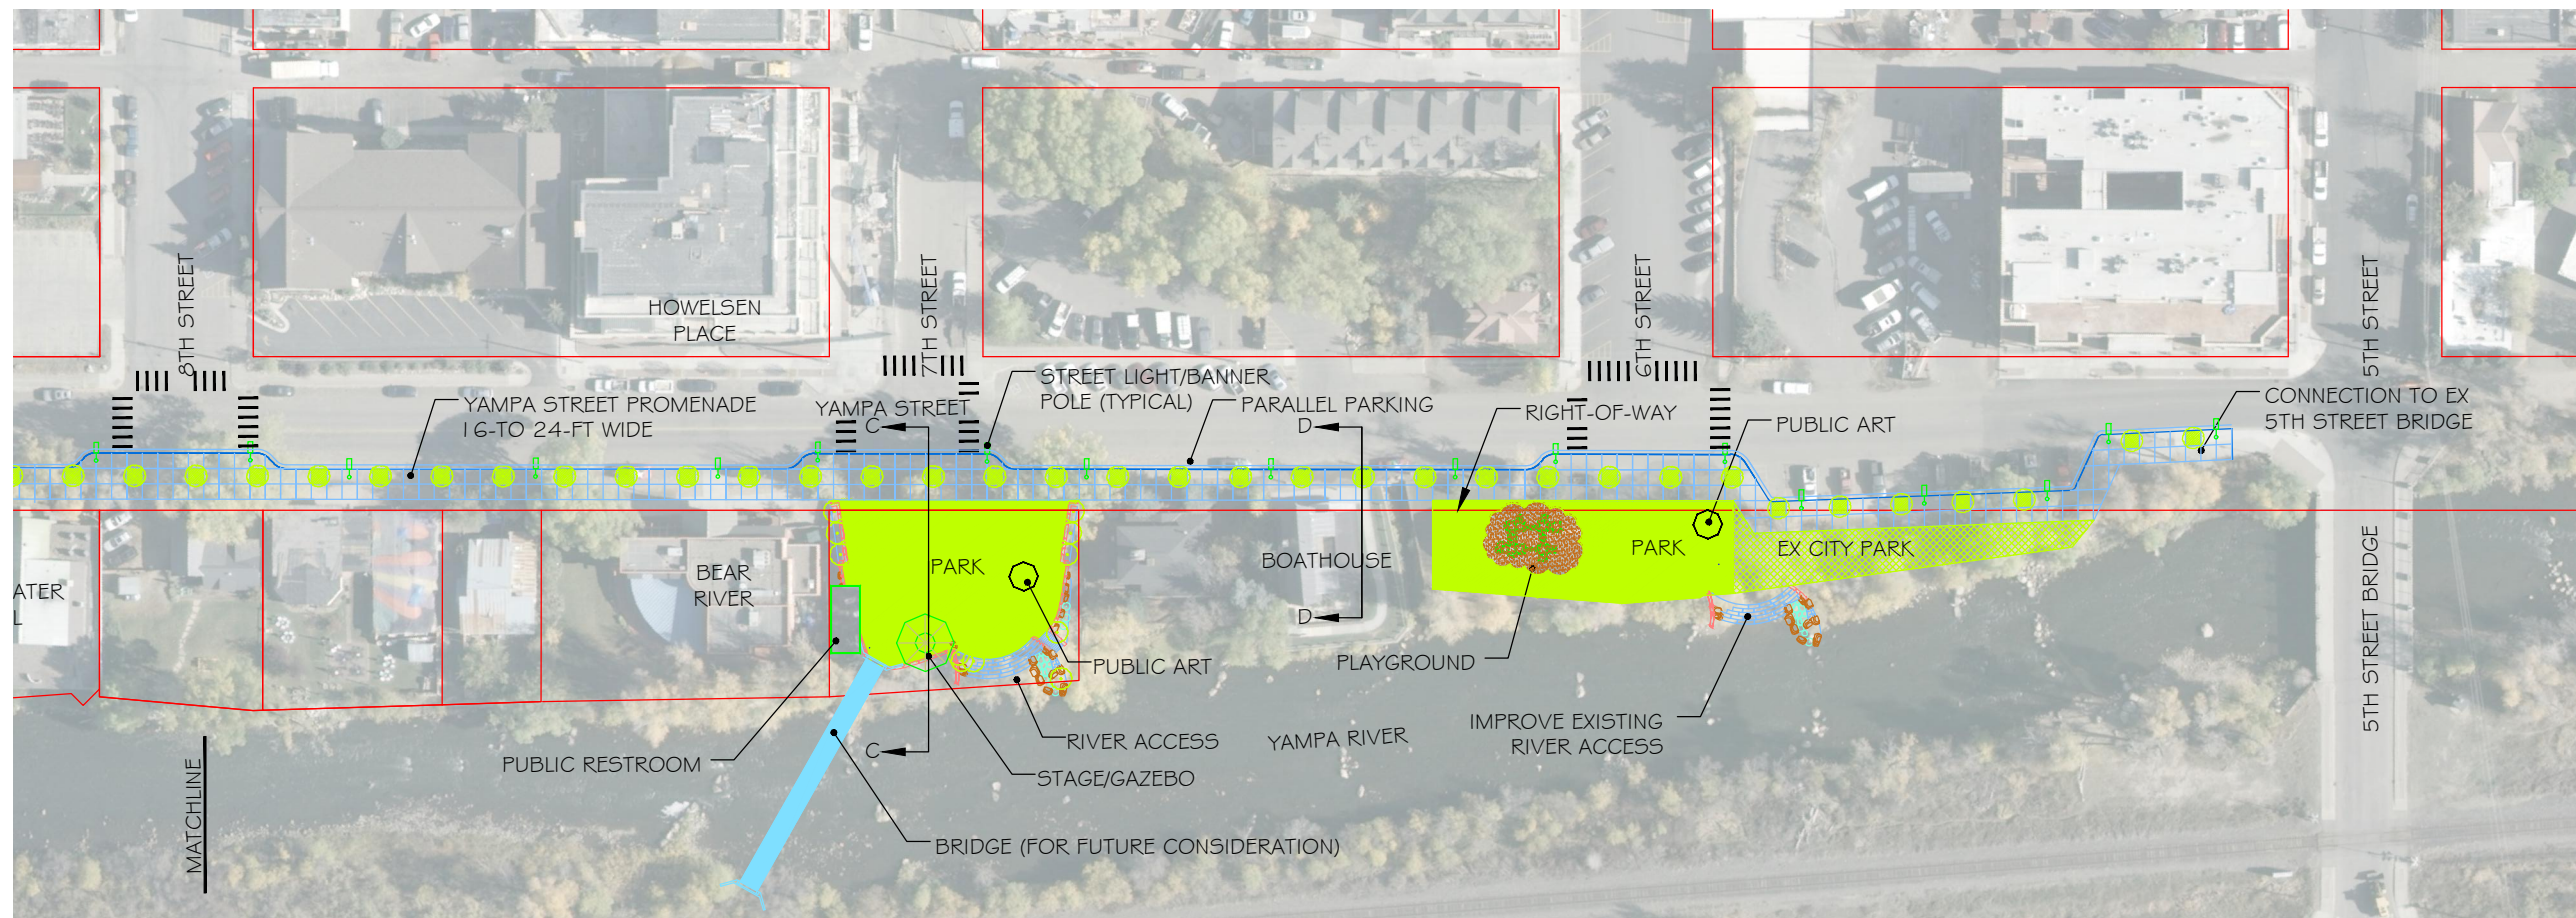 8TH STREET
HOWELSEN
PLACE
7TH STREET
6TH STREET
5TH STREET
YAMPA STREET PROMENADE
16-TO 24-FT WIDE
YAMPA STREET
STREET LIGHT/BANNER
POLE (TYPICAL)
PARALLEL PARKING
RIGHT-OF-WAY
PUBLIC ART
CONNECTION TO EX
5TH STREET BRIDGE
C
D
ATER
L
BEAR
RIVER
PARK
BOATHOUSE
PARK
EX CITY PARK
D
PLAYGROUND
PUBLIC ART
5TH STREET BRIDGE
IMPROVE EXISTING
RIVER ACCESS
RIVER ACCESS
YAMPA RIVER
C
PUBLIC RESTROOM
STAGE/GAZEBO
MATCHLINE
BRIDGE (FOR FUTURE CONSIDERATION)